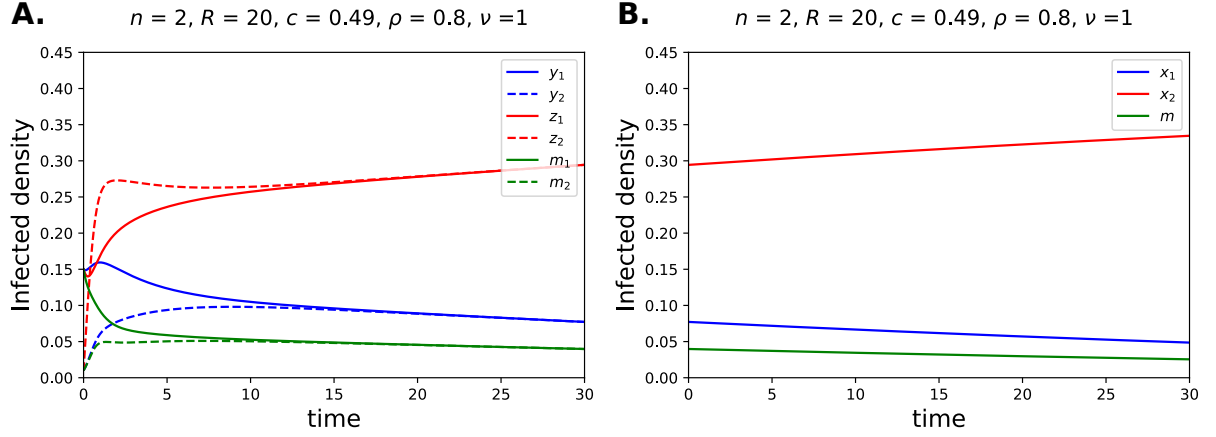 A.
n = 2, R = 20, c = 0.49, ρ = 0.8, ν =1
Infected density
0.45
0.40
0.35
0.30
0.25
0.20
0.15
0.10
0.05
0.00
y₁
y₂
z₁
z₂
m₁
m₂
0 5 10 15 20 25 30
time
B.
n = 2, R = 20, c = 0.49, ρ = 0.8, ν =1
Infected density
0.45
0.40
0.35
0.30
0.25
0.20
0.15
0.10
0.05
0.00
x₁
x₂
m
0 5 10 15 20 25 30
time